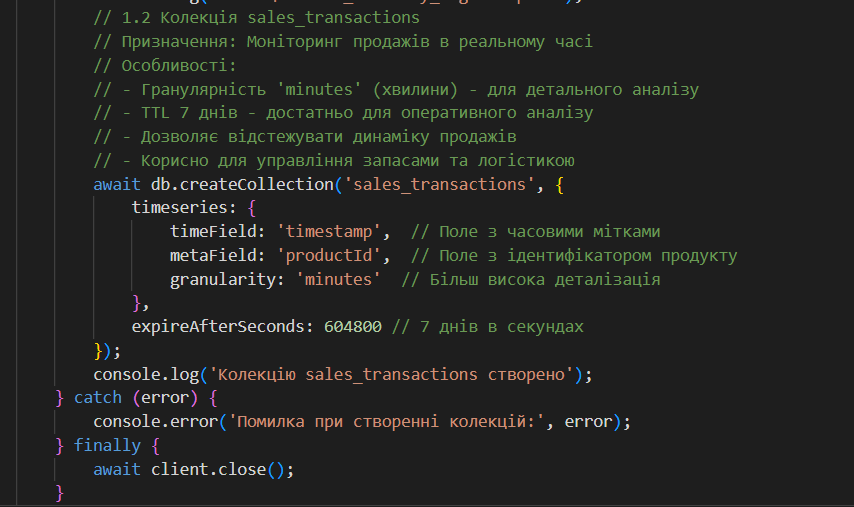 // 1.2 Колекція sales_transactions
// Призначення: Моніторинг продажів в реальному часі
// Особливості:
// - Гранулярність 'minutes' (хвилини) - для детального аналізу
// - TTL 7 днів - достатньо для оперативного аналізу
// - Дозволяє відстежувати динаміку продажів
// - Корисно для управління запасами та логістикою
await db.createCollection('sales_transactions', {
timeseries: {
timeField: 'timestamp',  // Поле з часовими мітками
metaField: 'productId',  // Поле з ідентифікатором продукту
granularity: 'minutes'  // Більш висока деталізація
},
expireAfterSeconds: 604800 // 7 днів в секундах
});
console.log('Колекцію sales_transactions створено');
} catch (error) {
console.error('Помилка при створенні колекцій:', error);
} finally {
await client.close();
}